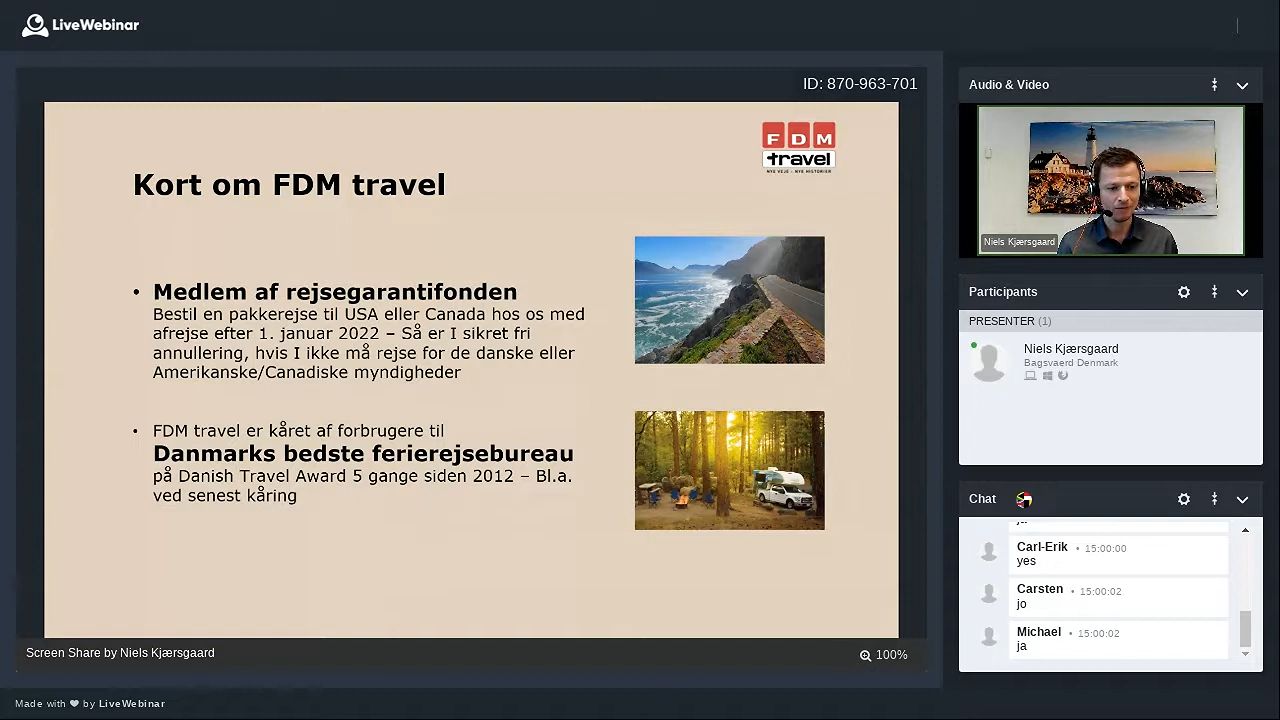 LiveWebinar
ID: 870-963-701
FDM
travel
NYE VEJE - NYE HISTORIER
Kort om FDM travel
• Medlem af rejsegarantifonden
Bestil en pakkerejse til USA eller Canada hos os med
afrejse efter 1. januar 2022 – Så er I sikret fri
annullering, hvis I ikke må rejse for de danske eller
Amerikanske/Canadiske myndigheder
• FDM travel er kåret af forbrugere til
Danmarks bedste ferierejsebureau
på Danish Travel Award 5 gange siden 2012 – Bl.a.
ved senest kåring
Screen Share by Niels Kjærsgaard
100%
Audio & Video
Niels Kjærsgaard
Participants
PRESENTER (1)
Niels Kjærsgaard
Bagsvaerd Denmark
Chat
Carl-Erik • 15:00:00
yes
Carsten • 15:00:02
jo
Michael • 15:00:02
ja
Made with ❤ by LiveWebinar